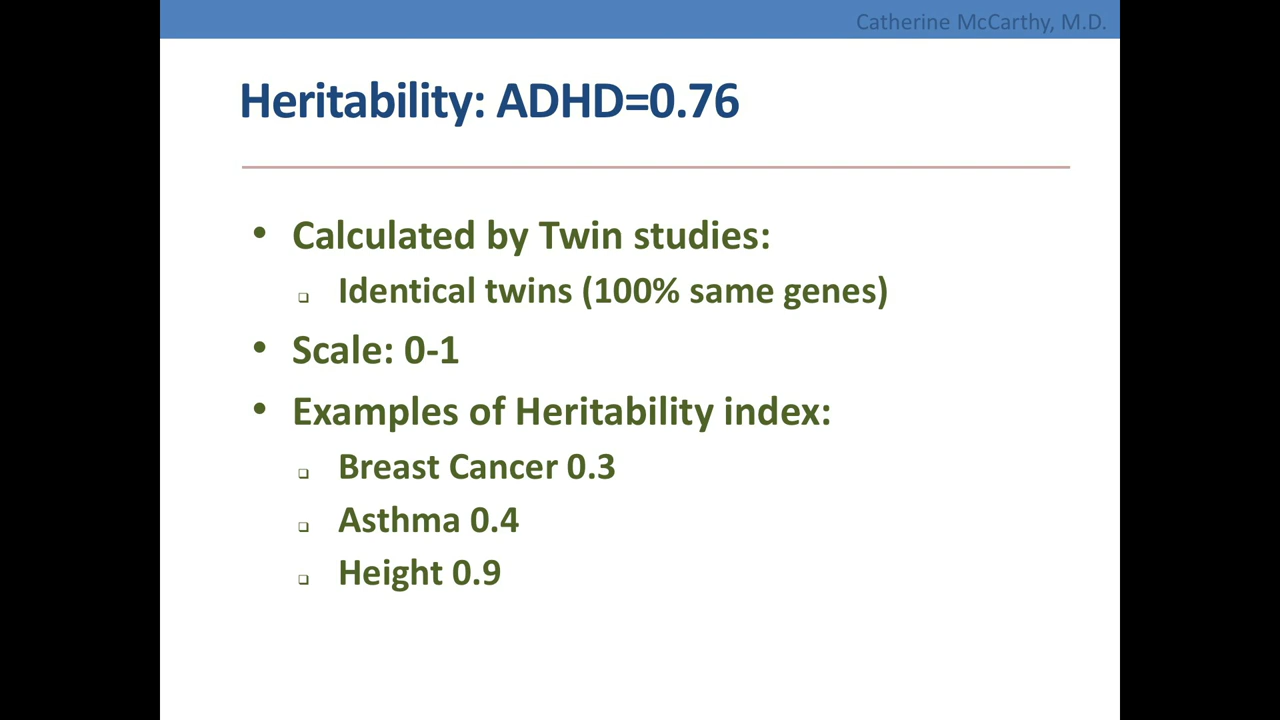 Catherine McCarthy, M.D.
Heritability: ADHD=0.76
• Calculated by Twin studies:
❑ Identical twins (100% same genes)
• Scale: 0-1
• Examples of Heritability index:
❑ Breast Cancer 0.3
❑ Asthma 0.4
❑ Height 0.9